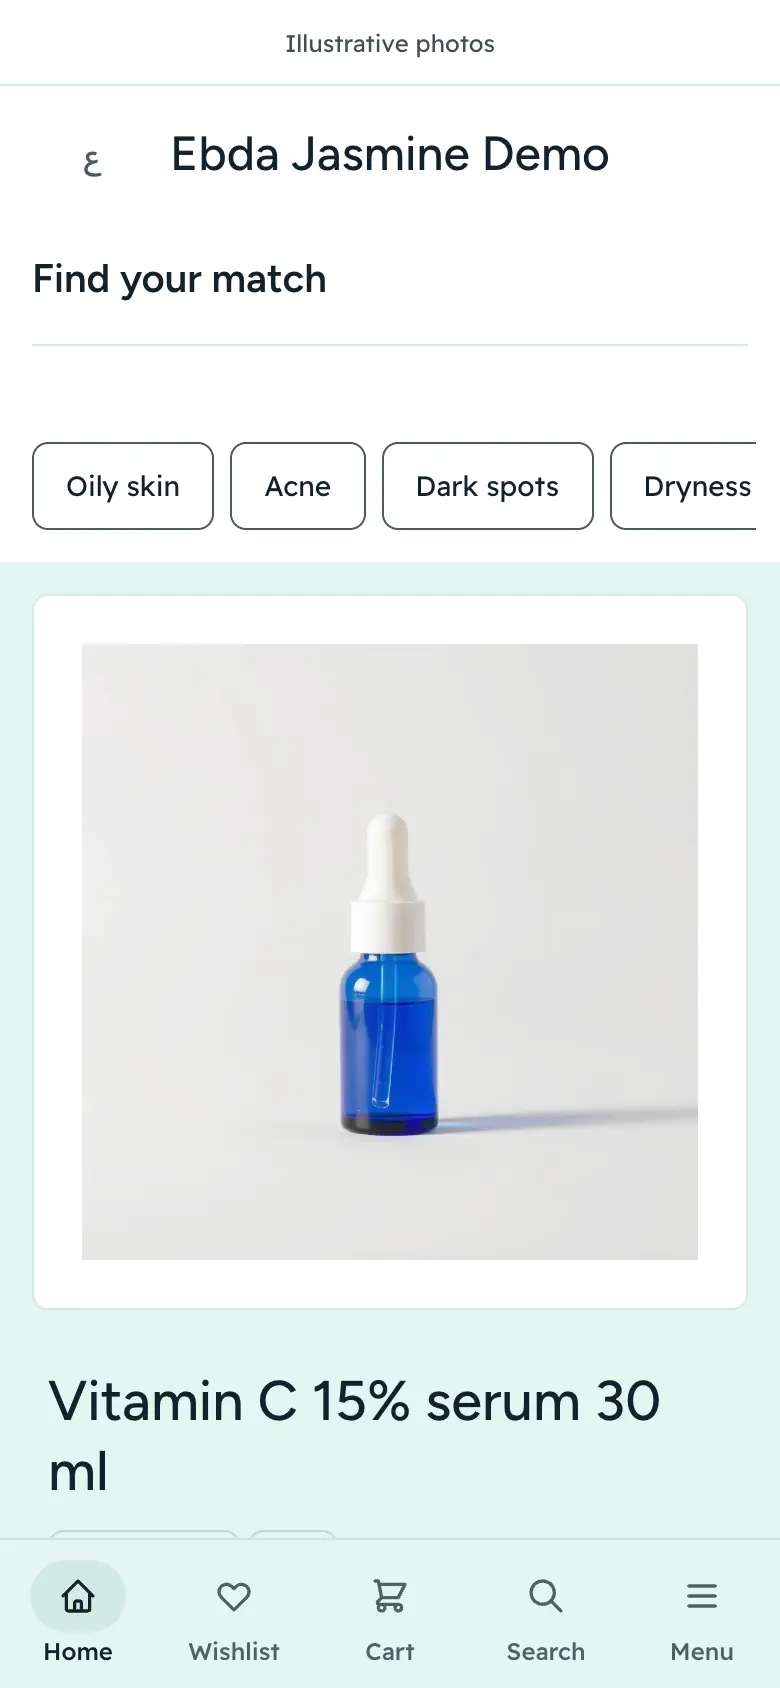 Illustrative photos
ع
Ebda Jasmine Demo
Find your match
Oily skin
Acne
Dark spots
Dryness
Vitamin C 15% serum 30
ml
Home
Wishlist
Cart
Search
Menu